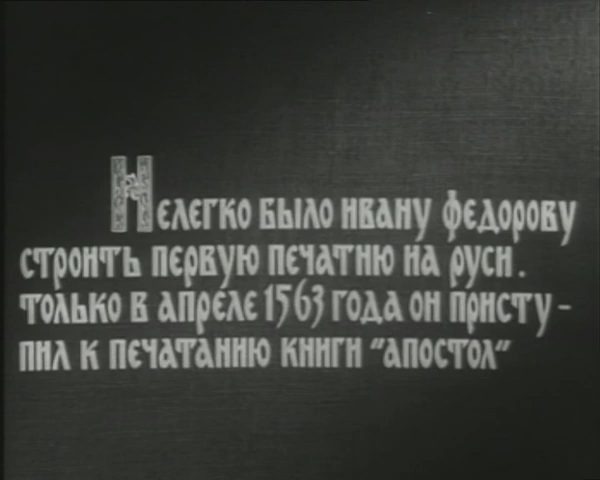 Нелегко было Ивану Федорову
строить первую печатню на Руси.
Только в апреле 1563 года он присту-
пил к печатанию книги "Апостол"